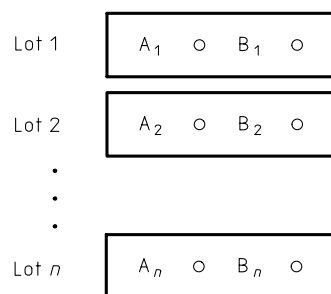 Lot 1 A₁ ○ B₁ ○
Lot 2 A₂ ○ B₂ ○
Lot n Aₙ ○ Bₙ ○